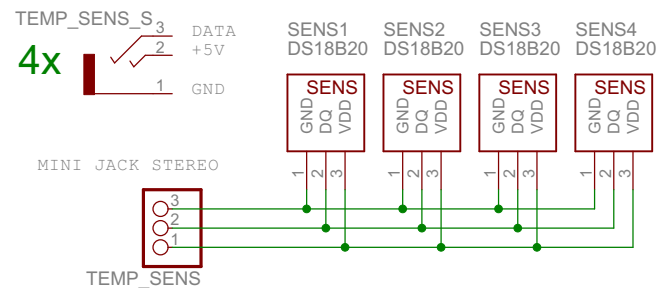 TEMP_SENS_S
4x
3 DATA
2 +5V
1 GND
MINI JACK STEREO
3
2
1
TEMP_SENS
SENS1 SENS2 SENS3 SENS4
DS18B20 DS18B20 DS18B20 DS18B20
SENS SENS SENS SENS
GND DQ VDD GND DQ VDD GND DQ VDD GND DQ VDD
1 2 3 1 2 3 1 2 3 1 2 3